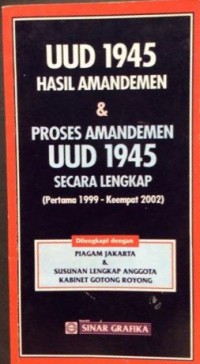 UUD 1945
HASIL AMANDEMEN
&
PROSES AMANDEMEN
UUD 1945
SECARA LENGKAP
(Pertama 1999 - Keempat 2002)
Dilengkapi dengan
PIAGAM JAKARTA
&
SUSUNAN LENGKAP ANGGOTA
KABINET GOTONG ROYONG
SINAR GRAFIKA